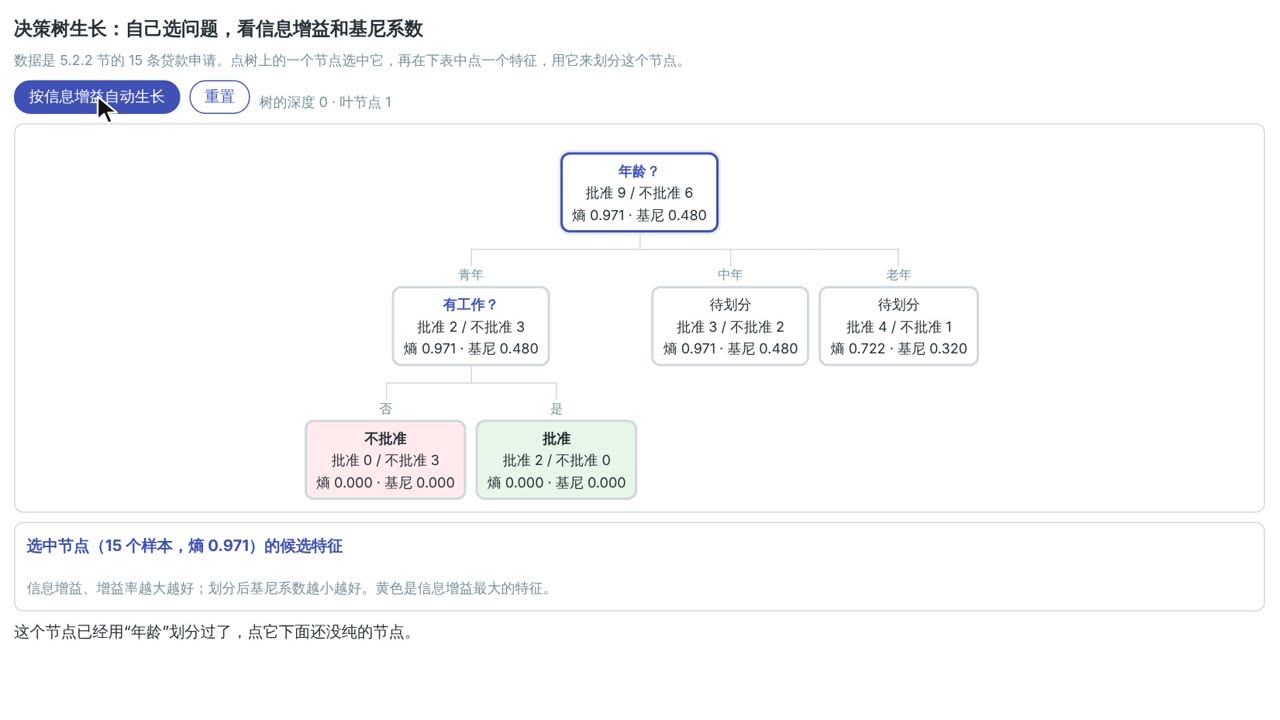 决策树生长：自己选问题，看信息增益和基尼系数
数据是 5.2.2 节的 15 条贷款申请。点树上的一个节点选中它，再在下表中点一个特征，用它来划分这个节点。
按信息增益自动生长 重置 树的深度 0 · 叶节点 1
年龄？
批准 9 / 不批准 6
熵 0.971 · 基尼 0.480
青年 中年 老年
有工作？
批准 2 / 不批准 3
熵 0.971 · 基尼 0.480
待划分
批准 3 / 不批准 2
熵 0.971 · 基尼 0.480
待划分
批准 4 / 不批准 1
熵 0.722 · 基尼 0.320
否 是
不批准
批准 0 / 不批准 3
熵 0.000 · 基尼 0.000
批准
批准 2 / 不批准 0
熵 0.000 · 基尼 0.000
选中节点（15 个样本，熵 0.971）的候选特征
信息增益、增益率越大越好；划分后基尼系数越小越好。黄色是信息增益最大的特征。
这个节点已经用“年龄”划分过了，点它下面还没纯的节点。